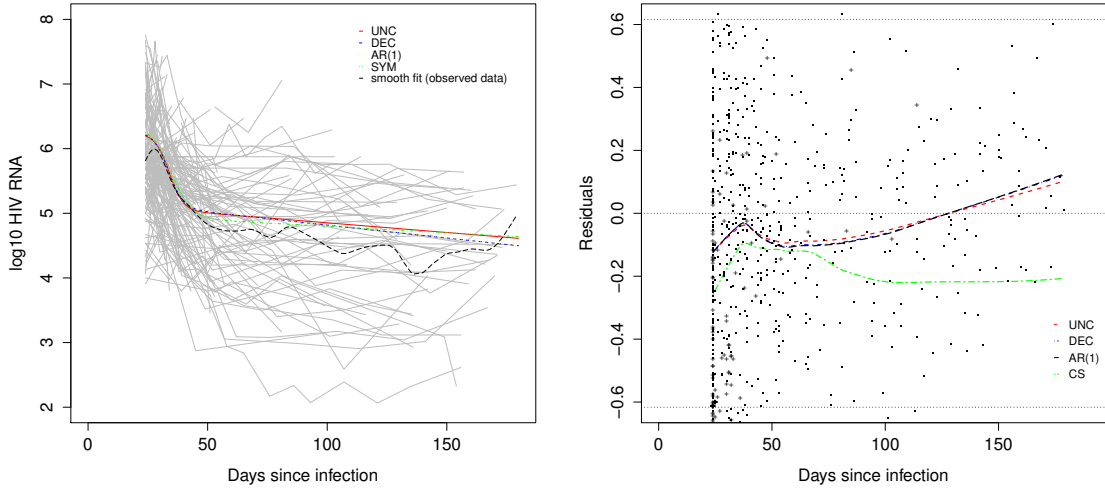 8
7
6
5
4
3
2
log10 HIV RNA
0 50 100 150
Days since infection
UNC
DEC
AR(1)
SYM
smooth fit (observed data)
0.6
0.4
0.2
0.0
−0.2
−0.4
−0.6
Residuals
0 50 100 150
Days since infection
UNC
DEC
AR(1)
CS